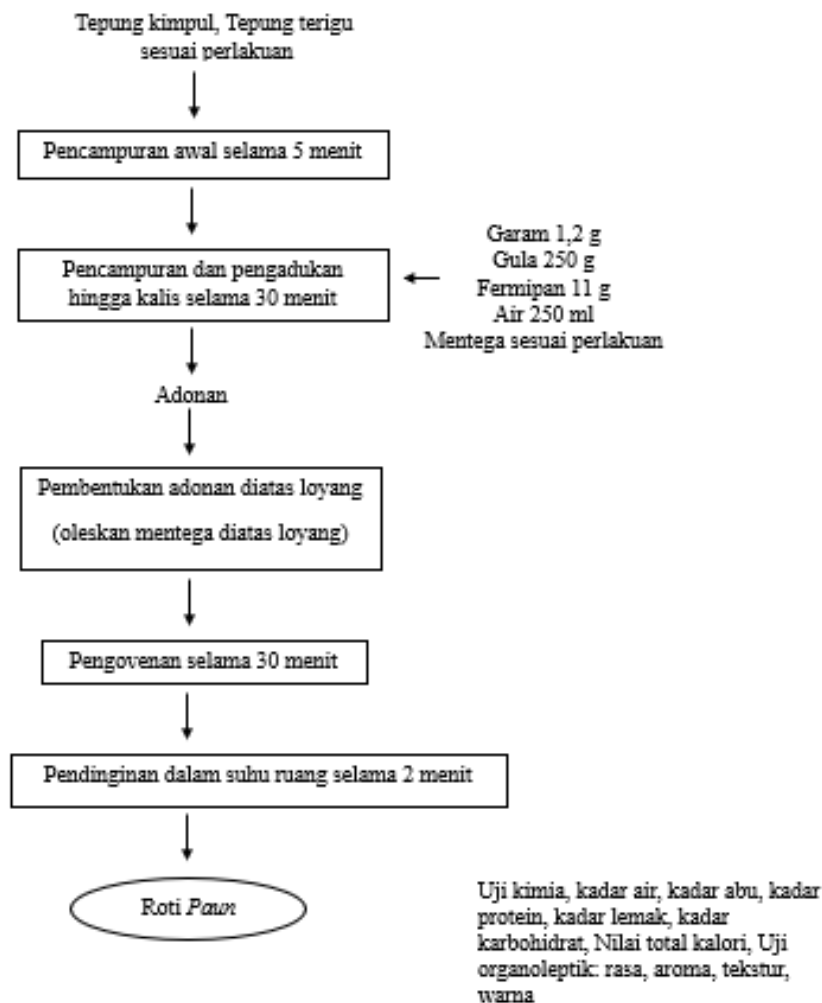 Tepung kimpul, Tepung terigu
sesuai perlakuan
Pencampuran awal selama 5 menit
Pencampuran dan pengadukan
hingga kalis selama 30 menit
Garam 1,2 g
Gula 250 g
Fermipan 11 g
Air 250 ml
Mentega sesuai perlakuan
Adonan
Pembentukan adonan diatas loyang
(oleskan mentega diatas loyang)
Pengovenan selama 30 menit
Pendinginan dalam suhu ruang selama 2 menit
Roti Paun
Uji kimia, kadar air, kadar abu, kadar
protein, kadar lemak, kadar
karbohidrat, Nilai total kalori, Uji
organoleptik: rasa, aroma, tekstur,
warna